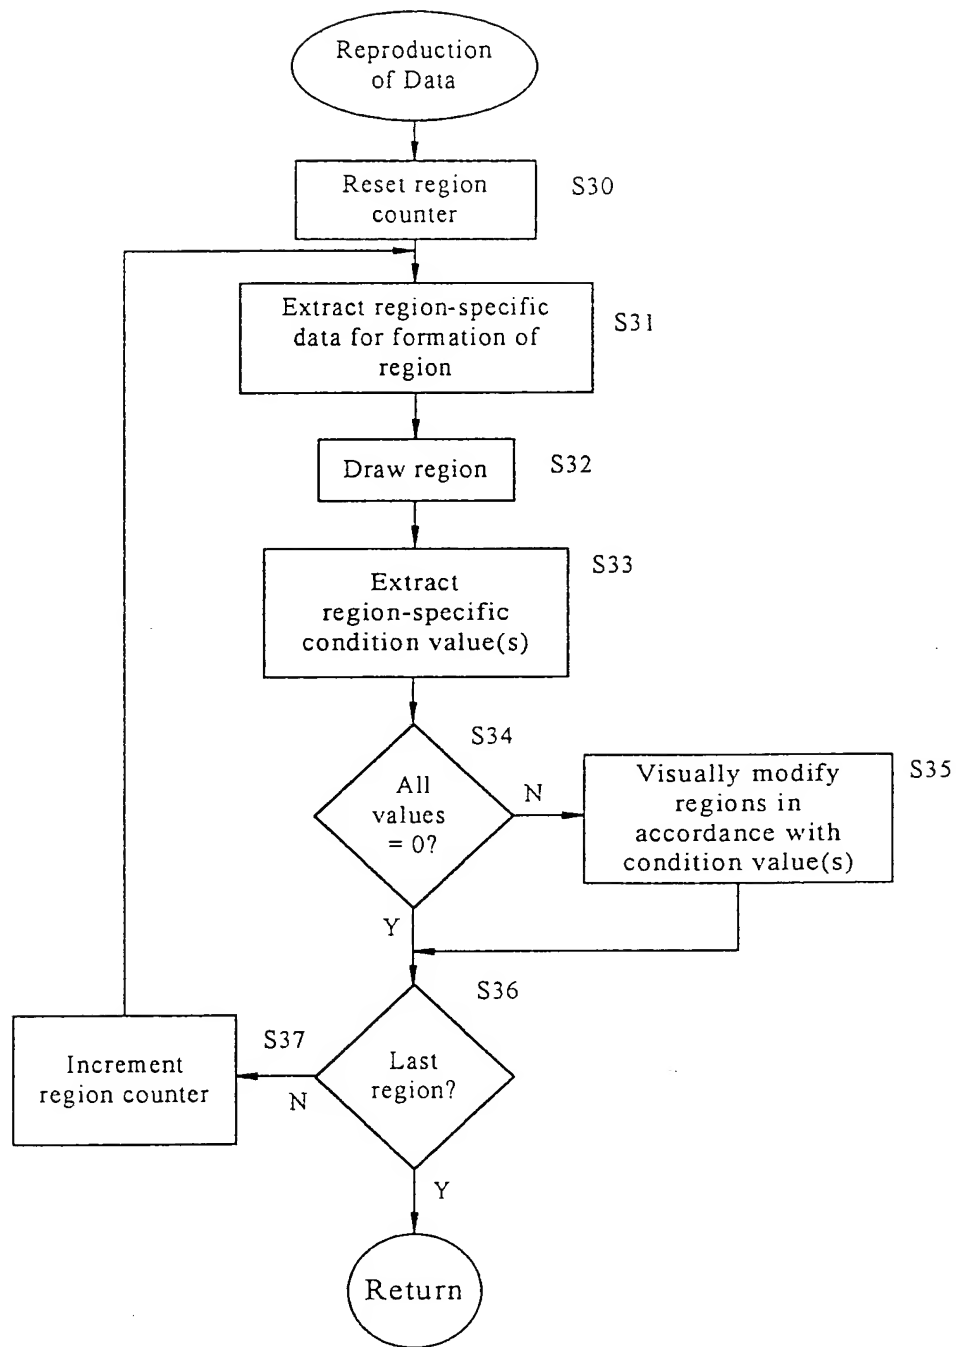 Reproduction
of Data
Reset region
counter
S30
Extract region-specific
data for formation of
region
S31
Draw region
S32
Extract
region-specific
condition value(s)
S33
All
values
= 0?
S34
N
Visually modify
regions in
accordance with
condition value(s)
S35
Y
Last
region?
S36
N
S37
Increment
region counter
Y
Return